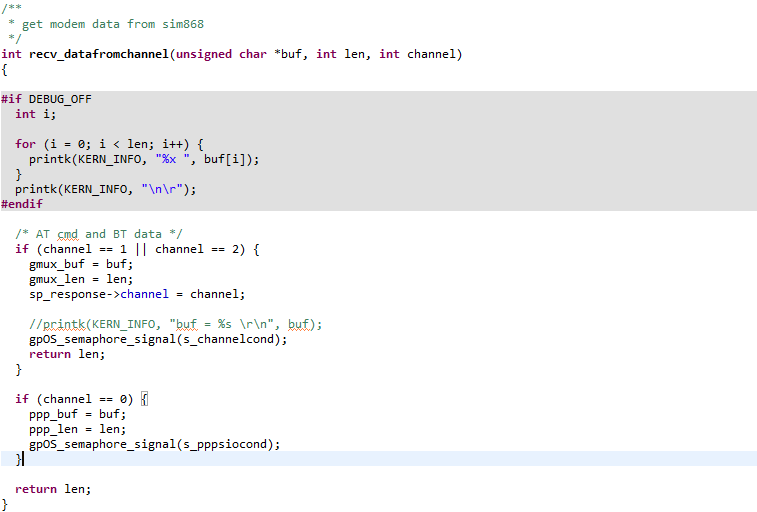 /**
 * get modem data from sim868
 */
int recv_datafromchannel(unsigned char *buf, int len, int channel)
{
#if DEBUG_OFF
  int i;
  for (i = 0; i < len; i++) {
    printk(KERN_INFO, "%x ", buf[i]);
  }
  printk(KERN_INFO, "\n\r");
#endif
  /* AT cmd and BT data */
  if (channel == 1 || channel == 2) {
    gmux_buf = buf;
    gmux_len = len;
    sp_response->channel = channel;
    //printk(KERN_INFO, "buf = %s \r\n", buf);
    gpOS_semaphore_signal(s_channelcond);
    return len;
  }
  if (channel == 0) {
    ppp_buf = buf;
    ppp_len = len;
    gpOS_semaphore_signal(s_pppsiocond);
  }
  return len;
}